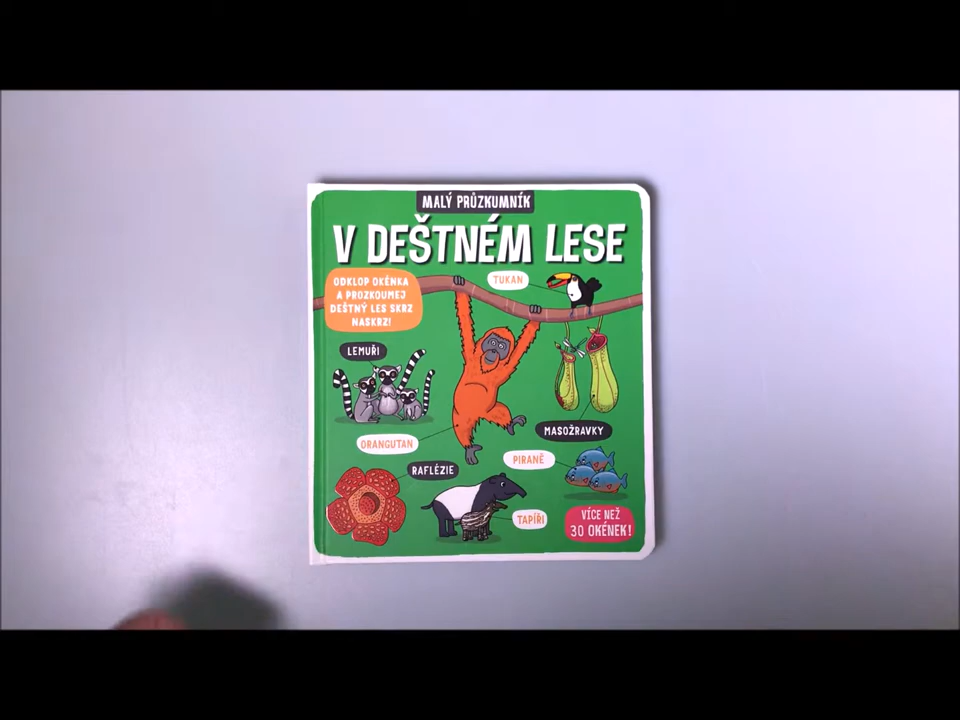 MALÝ PRŮZKUMNÍK
V DEŠTNÉM LESE
ODKLOP OKÉNKA
A PROZKOUMEJ
DEŠTNÝ LES SKRZ
NASKRZ!
TUKAN
LEMUŘI
ORANGUTAN
MASOŽRAVKY
RAFLÉZIE
PIRANĚ
TAPÍŘI
VÍCE NEŽ
30 OKÉNEK!